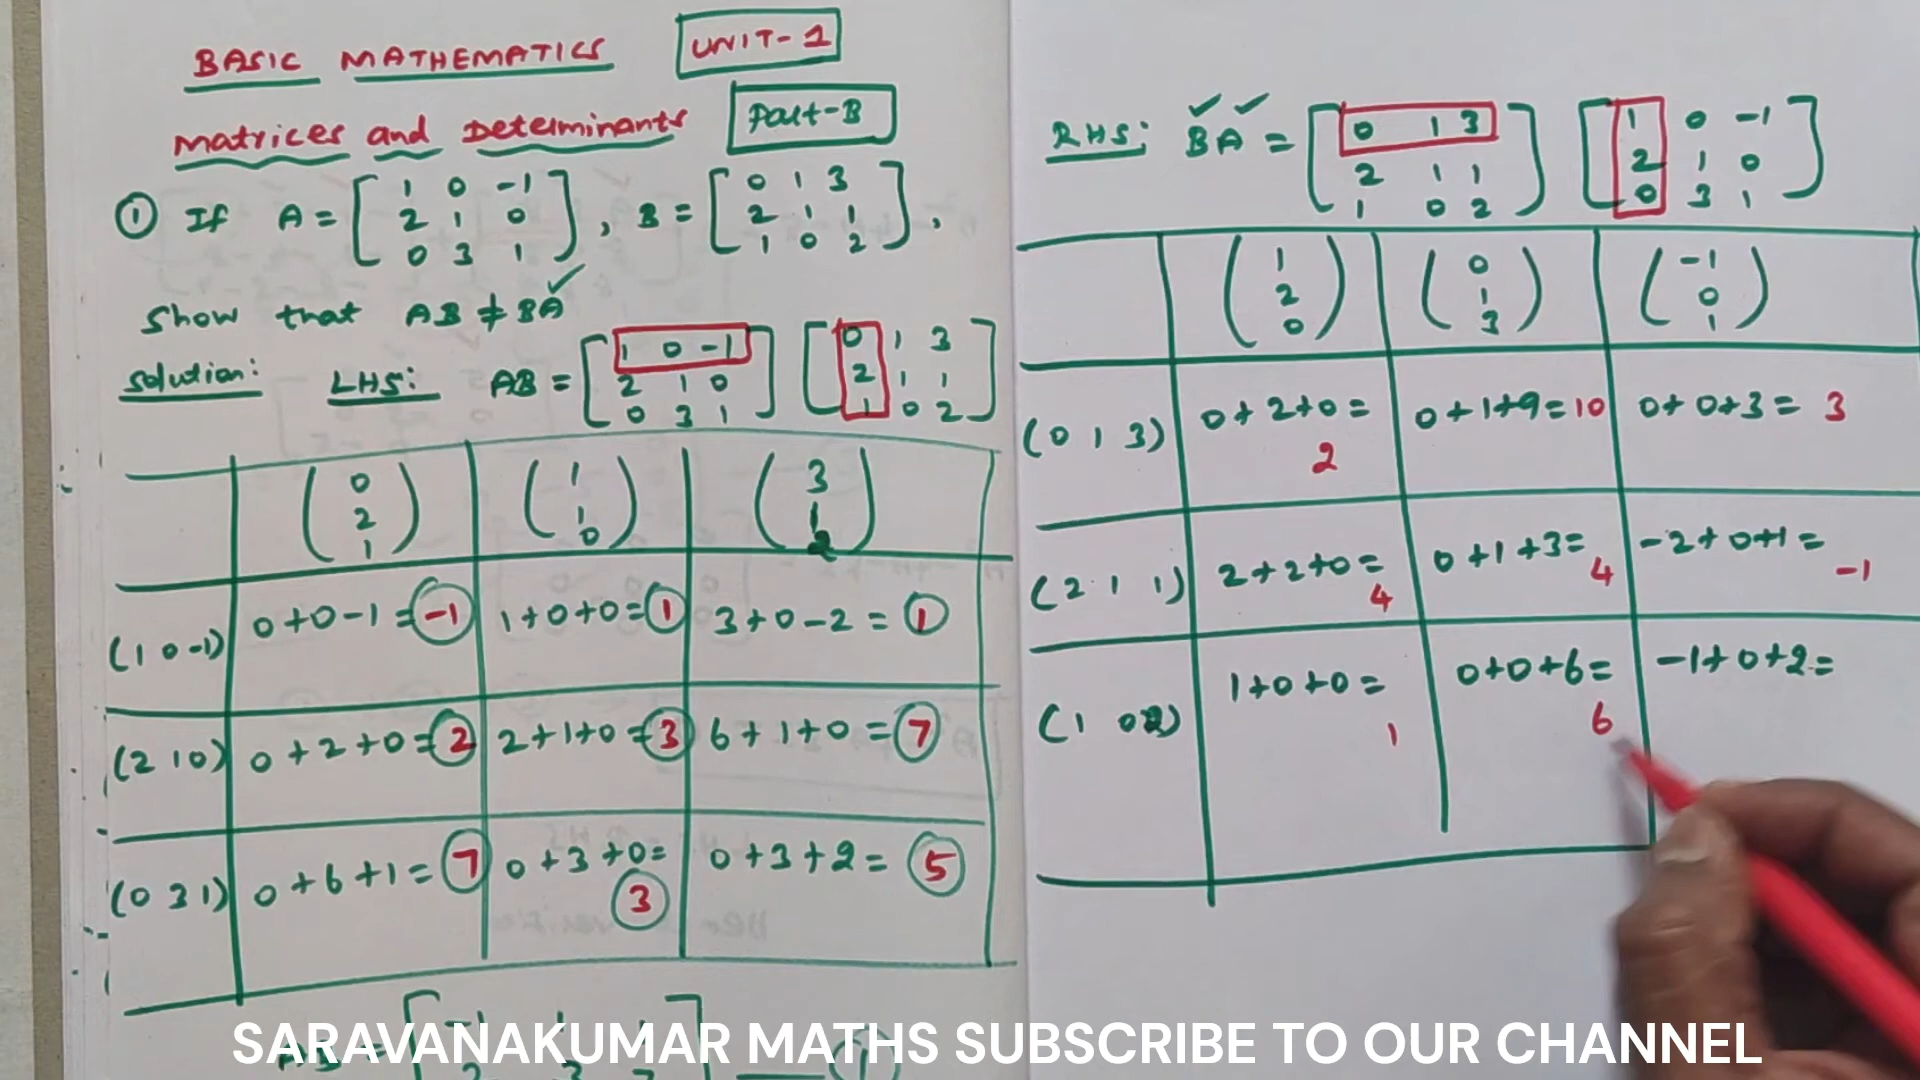 BASIC MATHEMATICS UNIT-1
Matrices and Determinants Part-B
① If A = [ 1 0 -1
2 1 0
0 3 1 ] , B = [ 0 1 3
2 1 1
1 0 2 ] ,
Show that AB ≠ BA ✓
Solution: LHS: AB = [ 1 0 -1
2 1 0
0 3 1 ] [ 0 1 3
2 1 1
1 0 2 ]
( 0 2 1 ) ( 1 1 0 ) ( 3 1 2 )
(1 0 -1) 0+0-1 = -1 1+0+0= 1 3+0-2 = 1
(2 1 0) 0+2+0= 2 2+1+0= 3 6+1+0= 7
(0 3 1) 0+6+1= 7 0+3+0= 3 0+3+2= 5
AB = ①
RHS: BA = [ 0 1 3
2 1 1
1 0 2 ] [ 1 0 -1
2 1 0
0 3 1 ]
( 1 2 0 ) ( 0 1 3 ) ( -1 0 1 )
(0 1 3) 0+2+0= 2 0+1+9= 10 0+0+3= 3
(2 1 1) 2+2+0= 4 0+1+3= 4 -2+0+1= -1
(1 0 2) 1+0+0= 1 0+0+6= 6 -1+0+2=
SARAVANAKUMAR MATHS SUBSCRIBE TO OUR CHANNEL